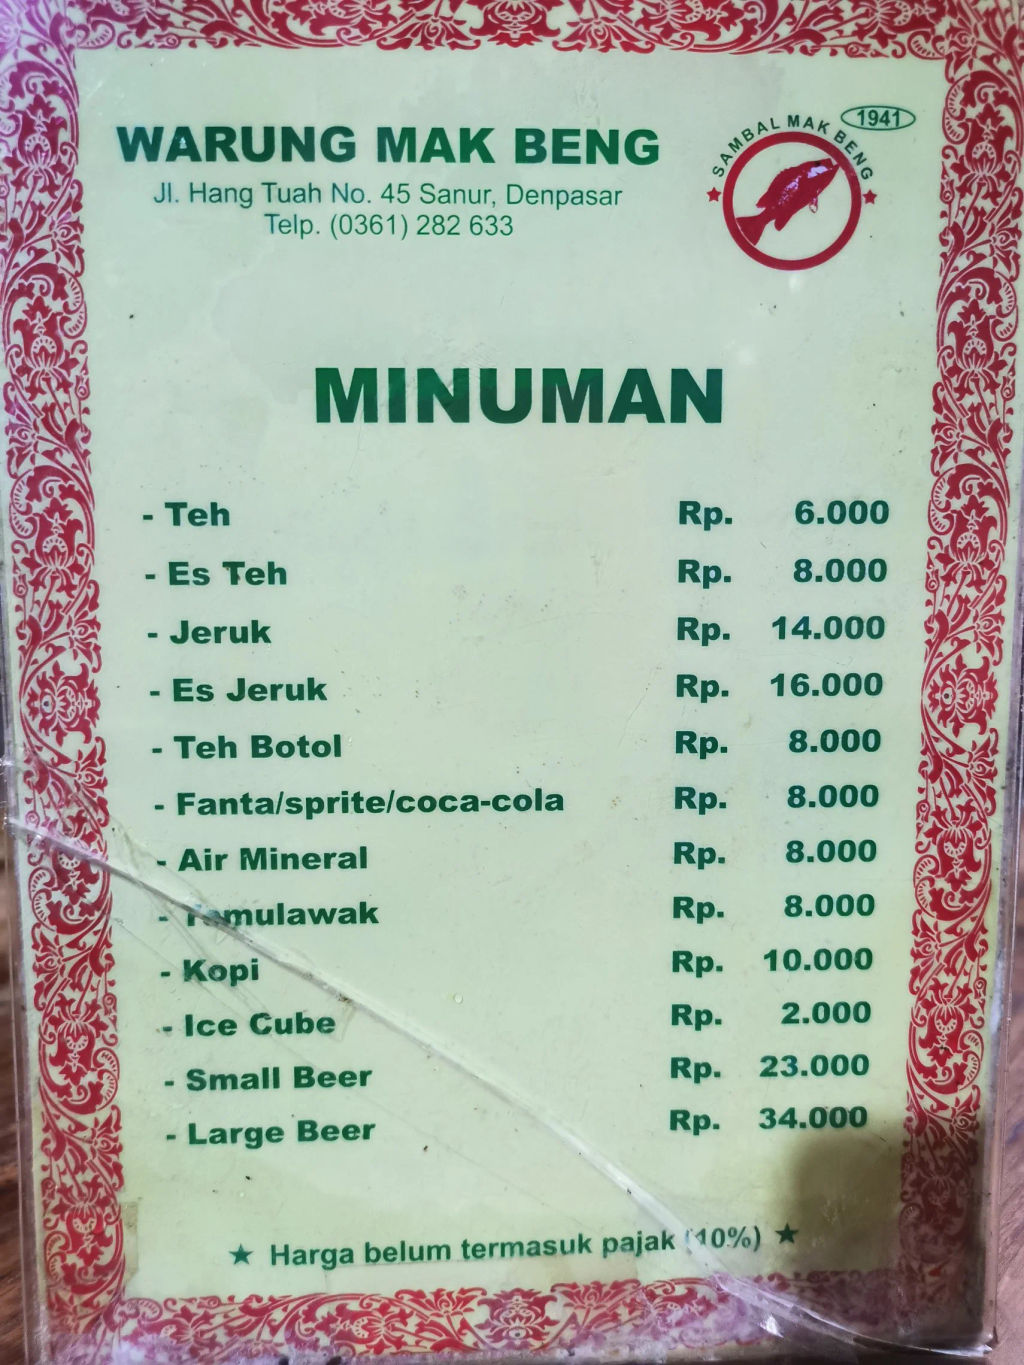 WARUNG MAK BENG
Jl. Hang Tuah No. 45 Sanur, Denpasar
Telp. (0361) 282 633
SAMBAL MAK BENG
1941
MINUMAN
- Teh Rp. 6.000
- Es Teh Rp. 8.000
- Jeruk Rp. 14.000
- Es Jeruk Rp. 16.000
- Teh Botol Rp. 8.000
- Fanta/sprite/coca-cola Rp. 8.000
- Air Mineral Rp. 8.000
- Temulawak Rp. 8.000
- Kopi Rp. 10.000
- Ice Cube Rp. 2.000
- Small Beer Rp. 23.000
- Large Beer Rp. 34.000
★ Harga belum termasuk pajak (10%) ★